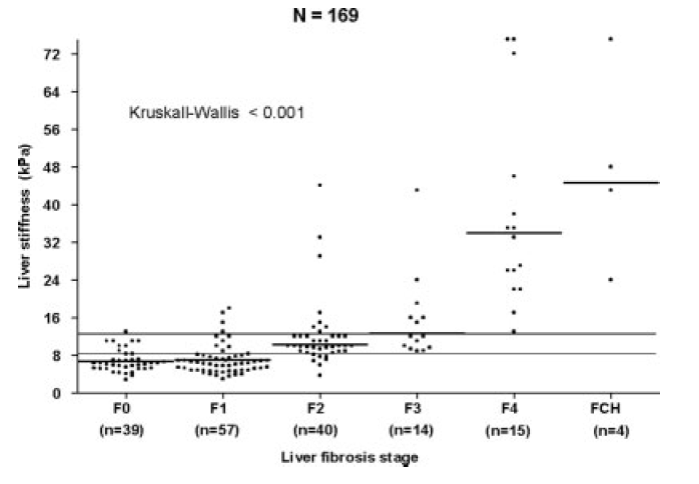 N = 169
Kruskall-Wallis < 0.001
Liver stiffness (kPa)
72
64
56
48
40
32
24
16
8
0
F0 F1 F2 F3 F4 FCH
(n=39) (n=57) (n=40) (n=14) (n=15) (n=4)
Liver fibrosis stage